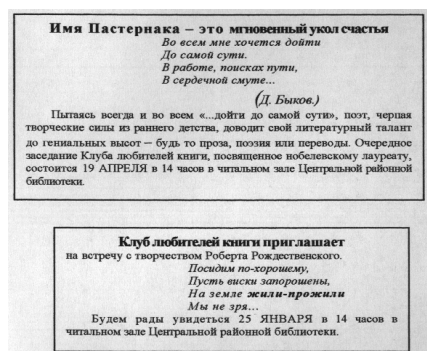 Имя Пастернака – это мгновенный укол счастья
Во всем мне хочется дойти
До самой сути.
В работе, поисках пути,
В сердечной смуте...
(Д. Быков.)
Пытаясь всегда и во всем «...дойти до самой сути», поэт, черпая
творческие силы из раннего детства, доводит свой литературный талант
до гениальных высот – будь то проза, поэзия или переводы. Очередное
заседание Клуба любителей книги, посвященное нобелевскому лауреату,
состоится 19 АПРЕЛЯ в 14 часов в читальном зале Центральной районной
библиотеки.
Клуб любителей книги приглашает
на встречу с творчеством Роберта Рождественского.
Посидим по-хорошему,
Пусть виски запорошены,
На земле жили-прожили
Мы не зря...
Будем рады увидеться 25 ЯНВАРЯ в 14 часов в
читальном зале Центральной районной библиотеки.